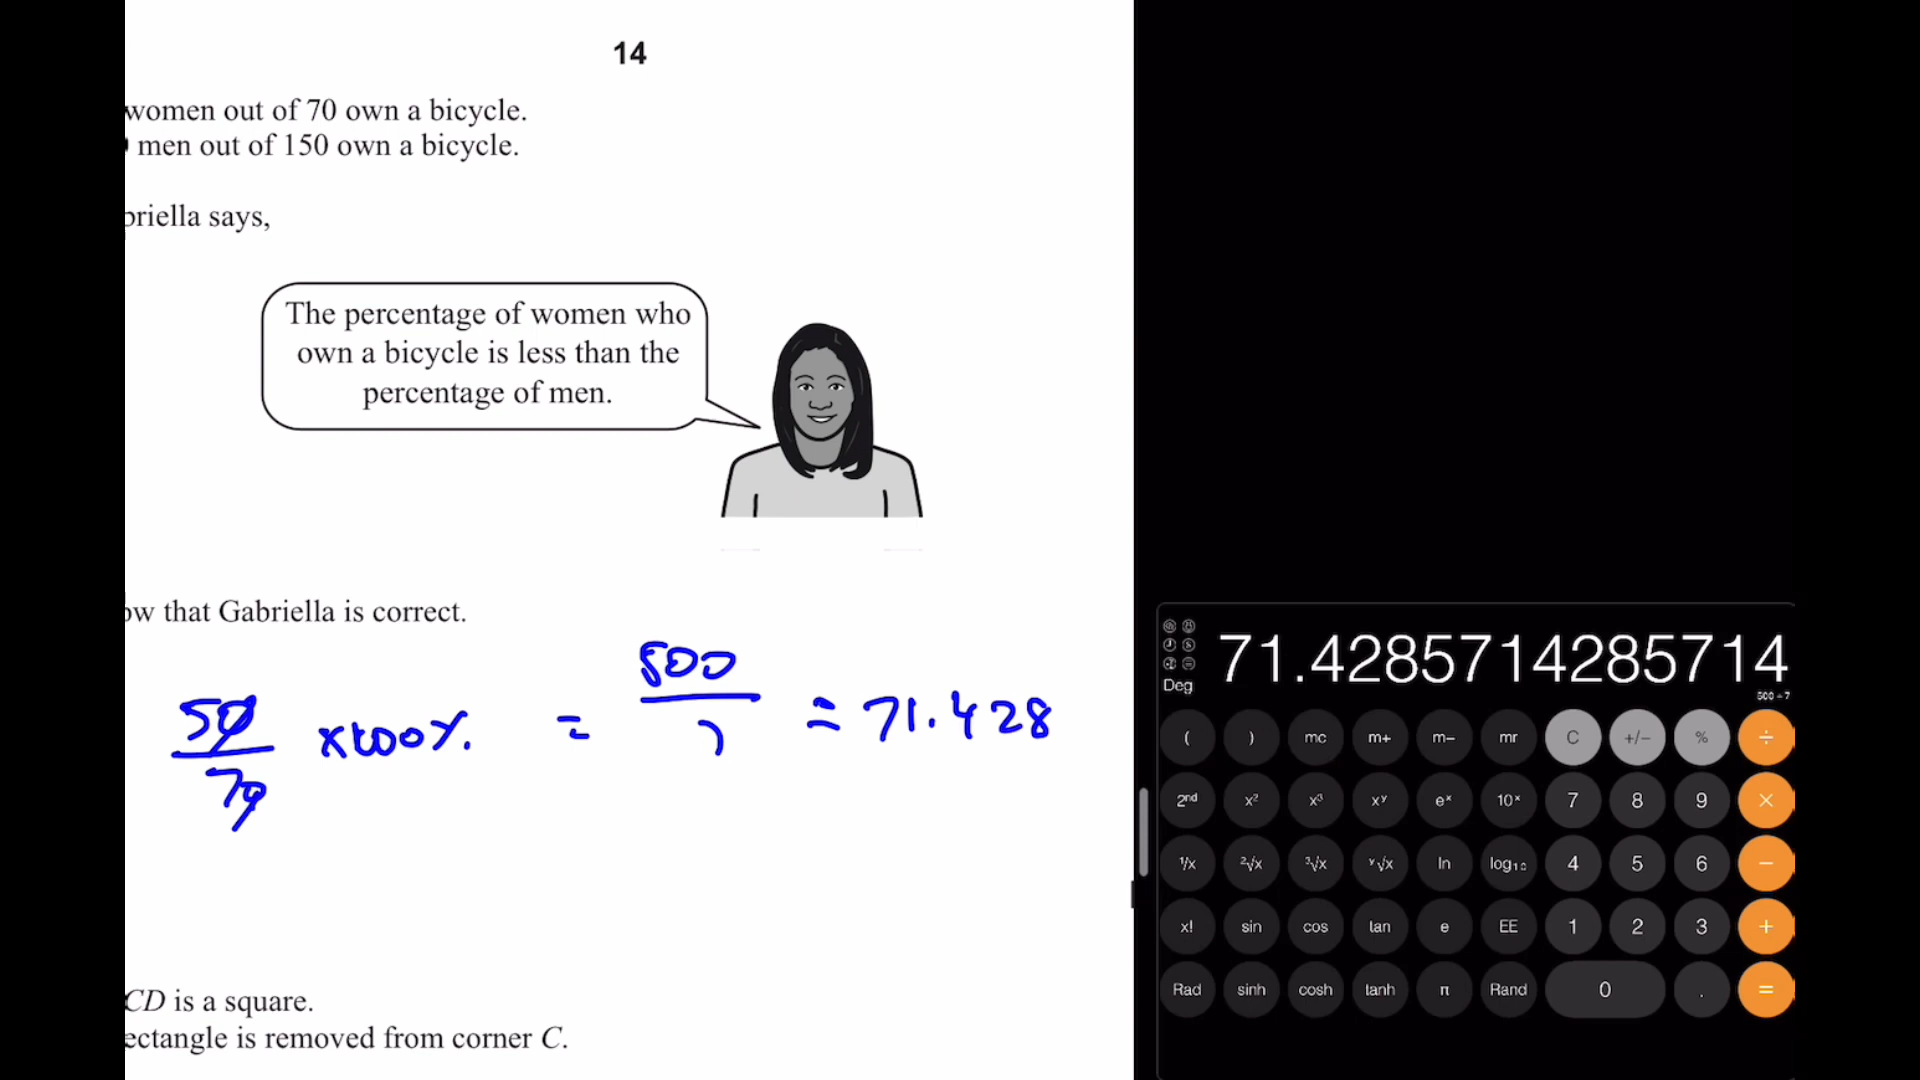 14
women out of 70 own a bicycle.
men out of 150 own a bicycle.
briella says,
The percentage of women who
own a bicycle is less than the
percentage of men.
ow that Gabriella is correct.
50/70 × 100% = 500/7 = 71.428
CD is a square.
ectangle is removed from corner C.
71.4285714285714
Deg
500 ÷ 7
( ) mc m+ m− mr C +/− % ÷
2nd x² x³ xʸ eˣ 10ˣ 7 8 9 ×
1/x ²√x ³√x ʸ√x ln log₁₀ 4 5 6 −
x! sin cos tan e EE 1 2 3 +
Rad sinh cosh tanh π Rand 0 . =